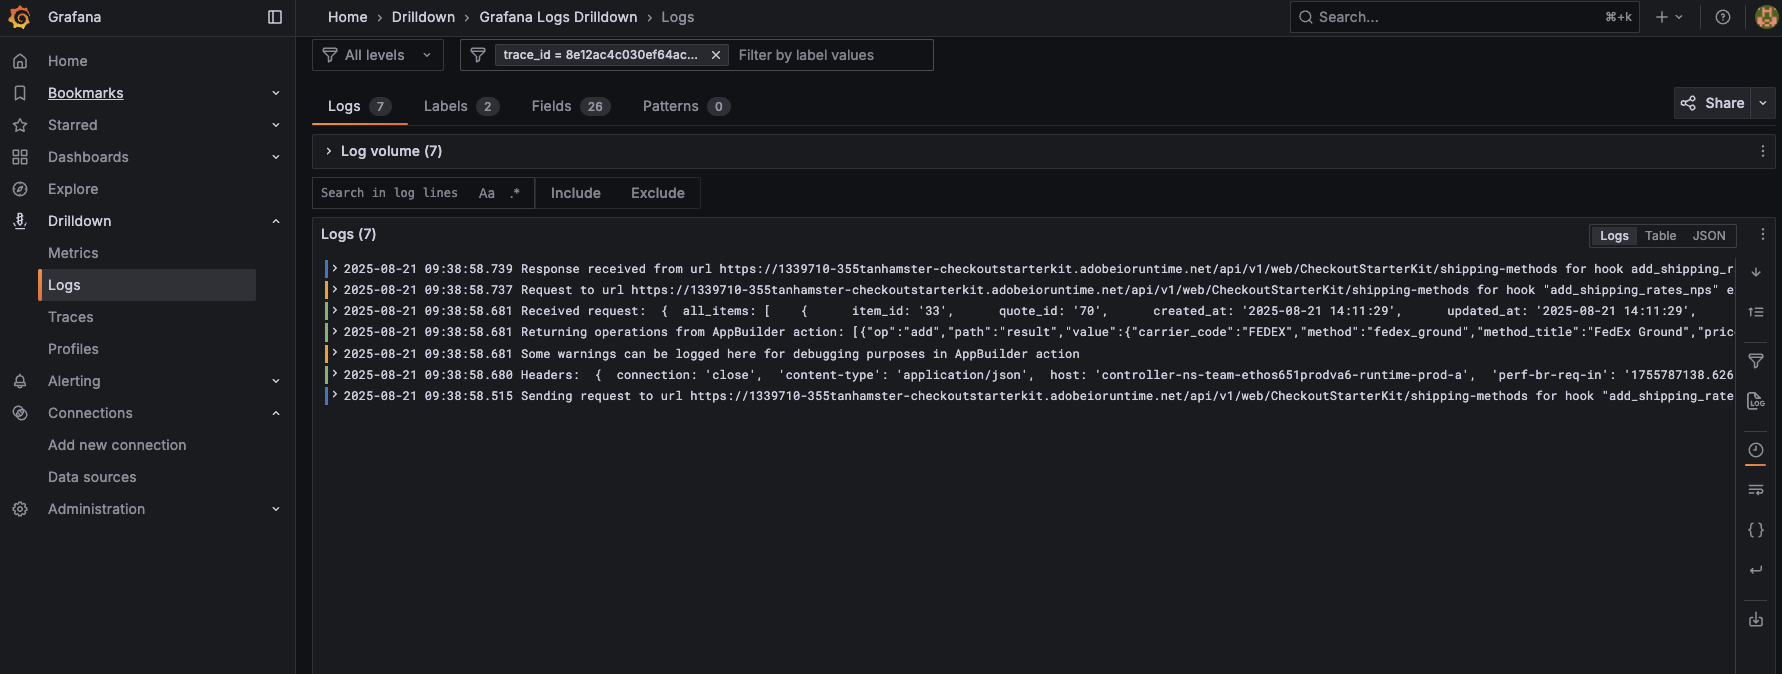 Grafana
Home › Drilldown › Grafana Logs Drilldown › Logs
Search...
⌘+k
Home
Bookmarks
Starred
Dashboards
Explore
Drilldown
Metrics
Logs
Traces
Profiles
Alerting
Connections
Add new connection
Data sources
Administration
All levels
trace_id = 8e12ac4c030ef64ac...
Filter by label values
Logs 7
Labels 2
Fields 26
Patterns 0
Share
Log volume (7)
Search in log lines Aa .*
Include
Exclude
Logs (7)
Logs Table JSON
2025-08-21 09:38:58.739 Response received from url https://1339710-355tanhamster-checkoutstarterkit.adobeioruntime.net/api/v1/web/CheckoutStarterKit/shipping-methods for hook add_shipping_r
2025-08-21 09:38:58.737 Request to url https://1339710-355tanhamster-checkoutstarterkit.adobeioruntime.net/api/v1/web/CheckoutStarterKit/shipping-methods for hook "add_shipping_rates_nps" e
2025-08-21 09:38:58.681 Received request: { all_items: [ { item_id: '33', quote_id: '70', created_at: '2025-08-21 14:11:29', updated_at: '2025-08-21 14:11:29',
2025-08-21 09:38:58.681 Returning operations from AppBuilder action: [{"op":"add","path":"result","value":{"carrier_code":"FEDEX","method":"fedex_ground","method_title":"FedEx Ground","pric
2025-08-21 09:38:58.681 Some warnings can be logged here for debugging purposes in AppBuilder action
2025-08-21 09:38:58.680 Headers: { connection: 'close', 'content-type': 'application/json', host: 'controller-ns-team-ethos651prodva6-runtime-prod-a', 'perf-br-req-in': '1755787138.626
2025-08-21 09:38:58.515 Sending request to url https://1339710-355tanhamster-checkoutstarterkit.adobeioruntime.net/api/v1/web/CheckoutStarterKit/shipping-methods for hook "add_shipping_rate
LOG